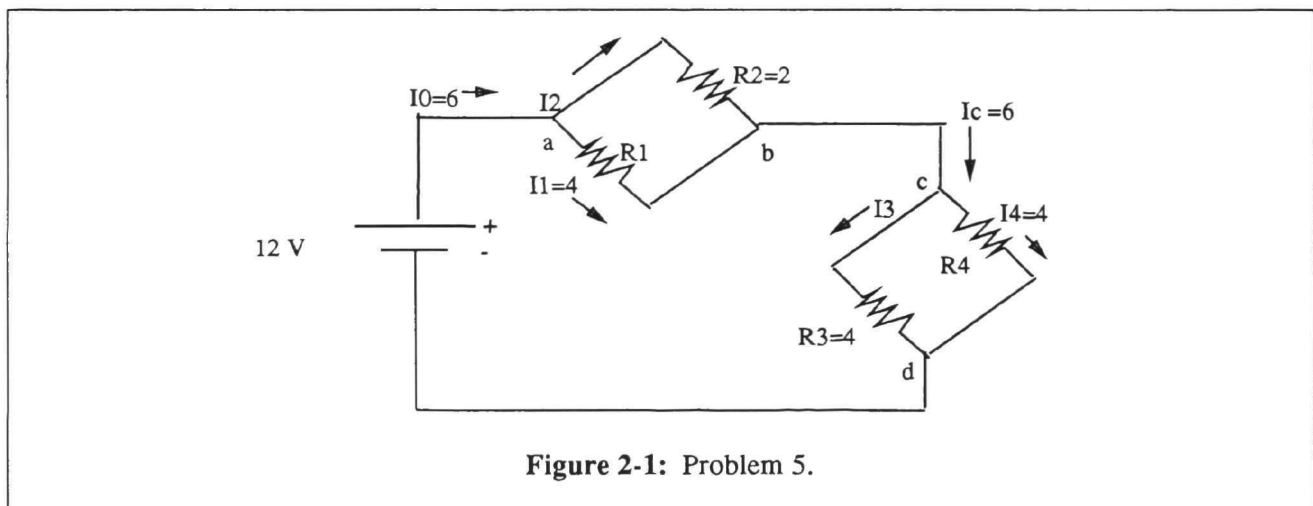 R2=2
I0=6
I2
Ic=6
a
R1
b
I1=4
c
I3
I4=4
12 V
+
-
R4
R3=4
d
Figure 2-1: Problem 5.